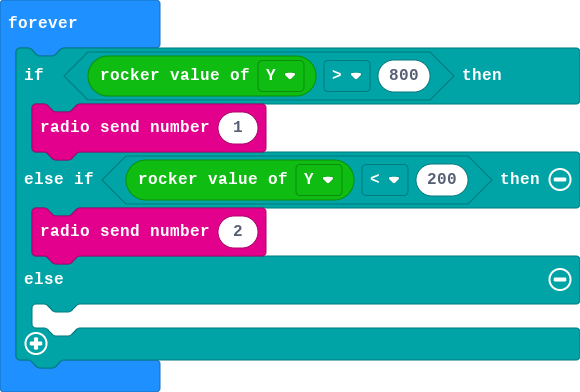 forever
if rocker value of Y > 800 then
radio send number 1
else if rocker value of Y < 200 then
radio send number 2
else